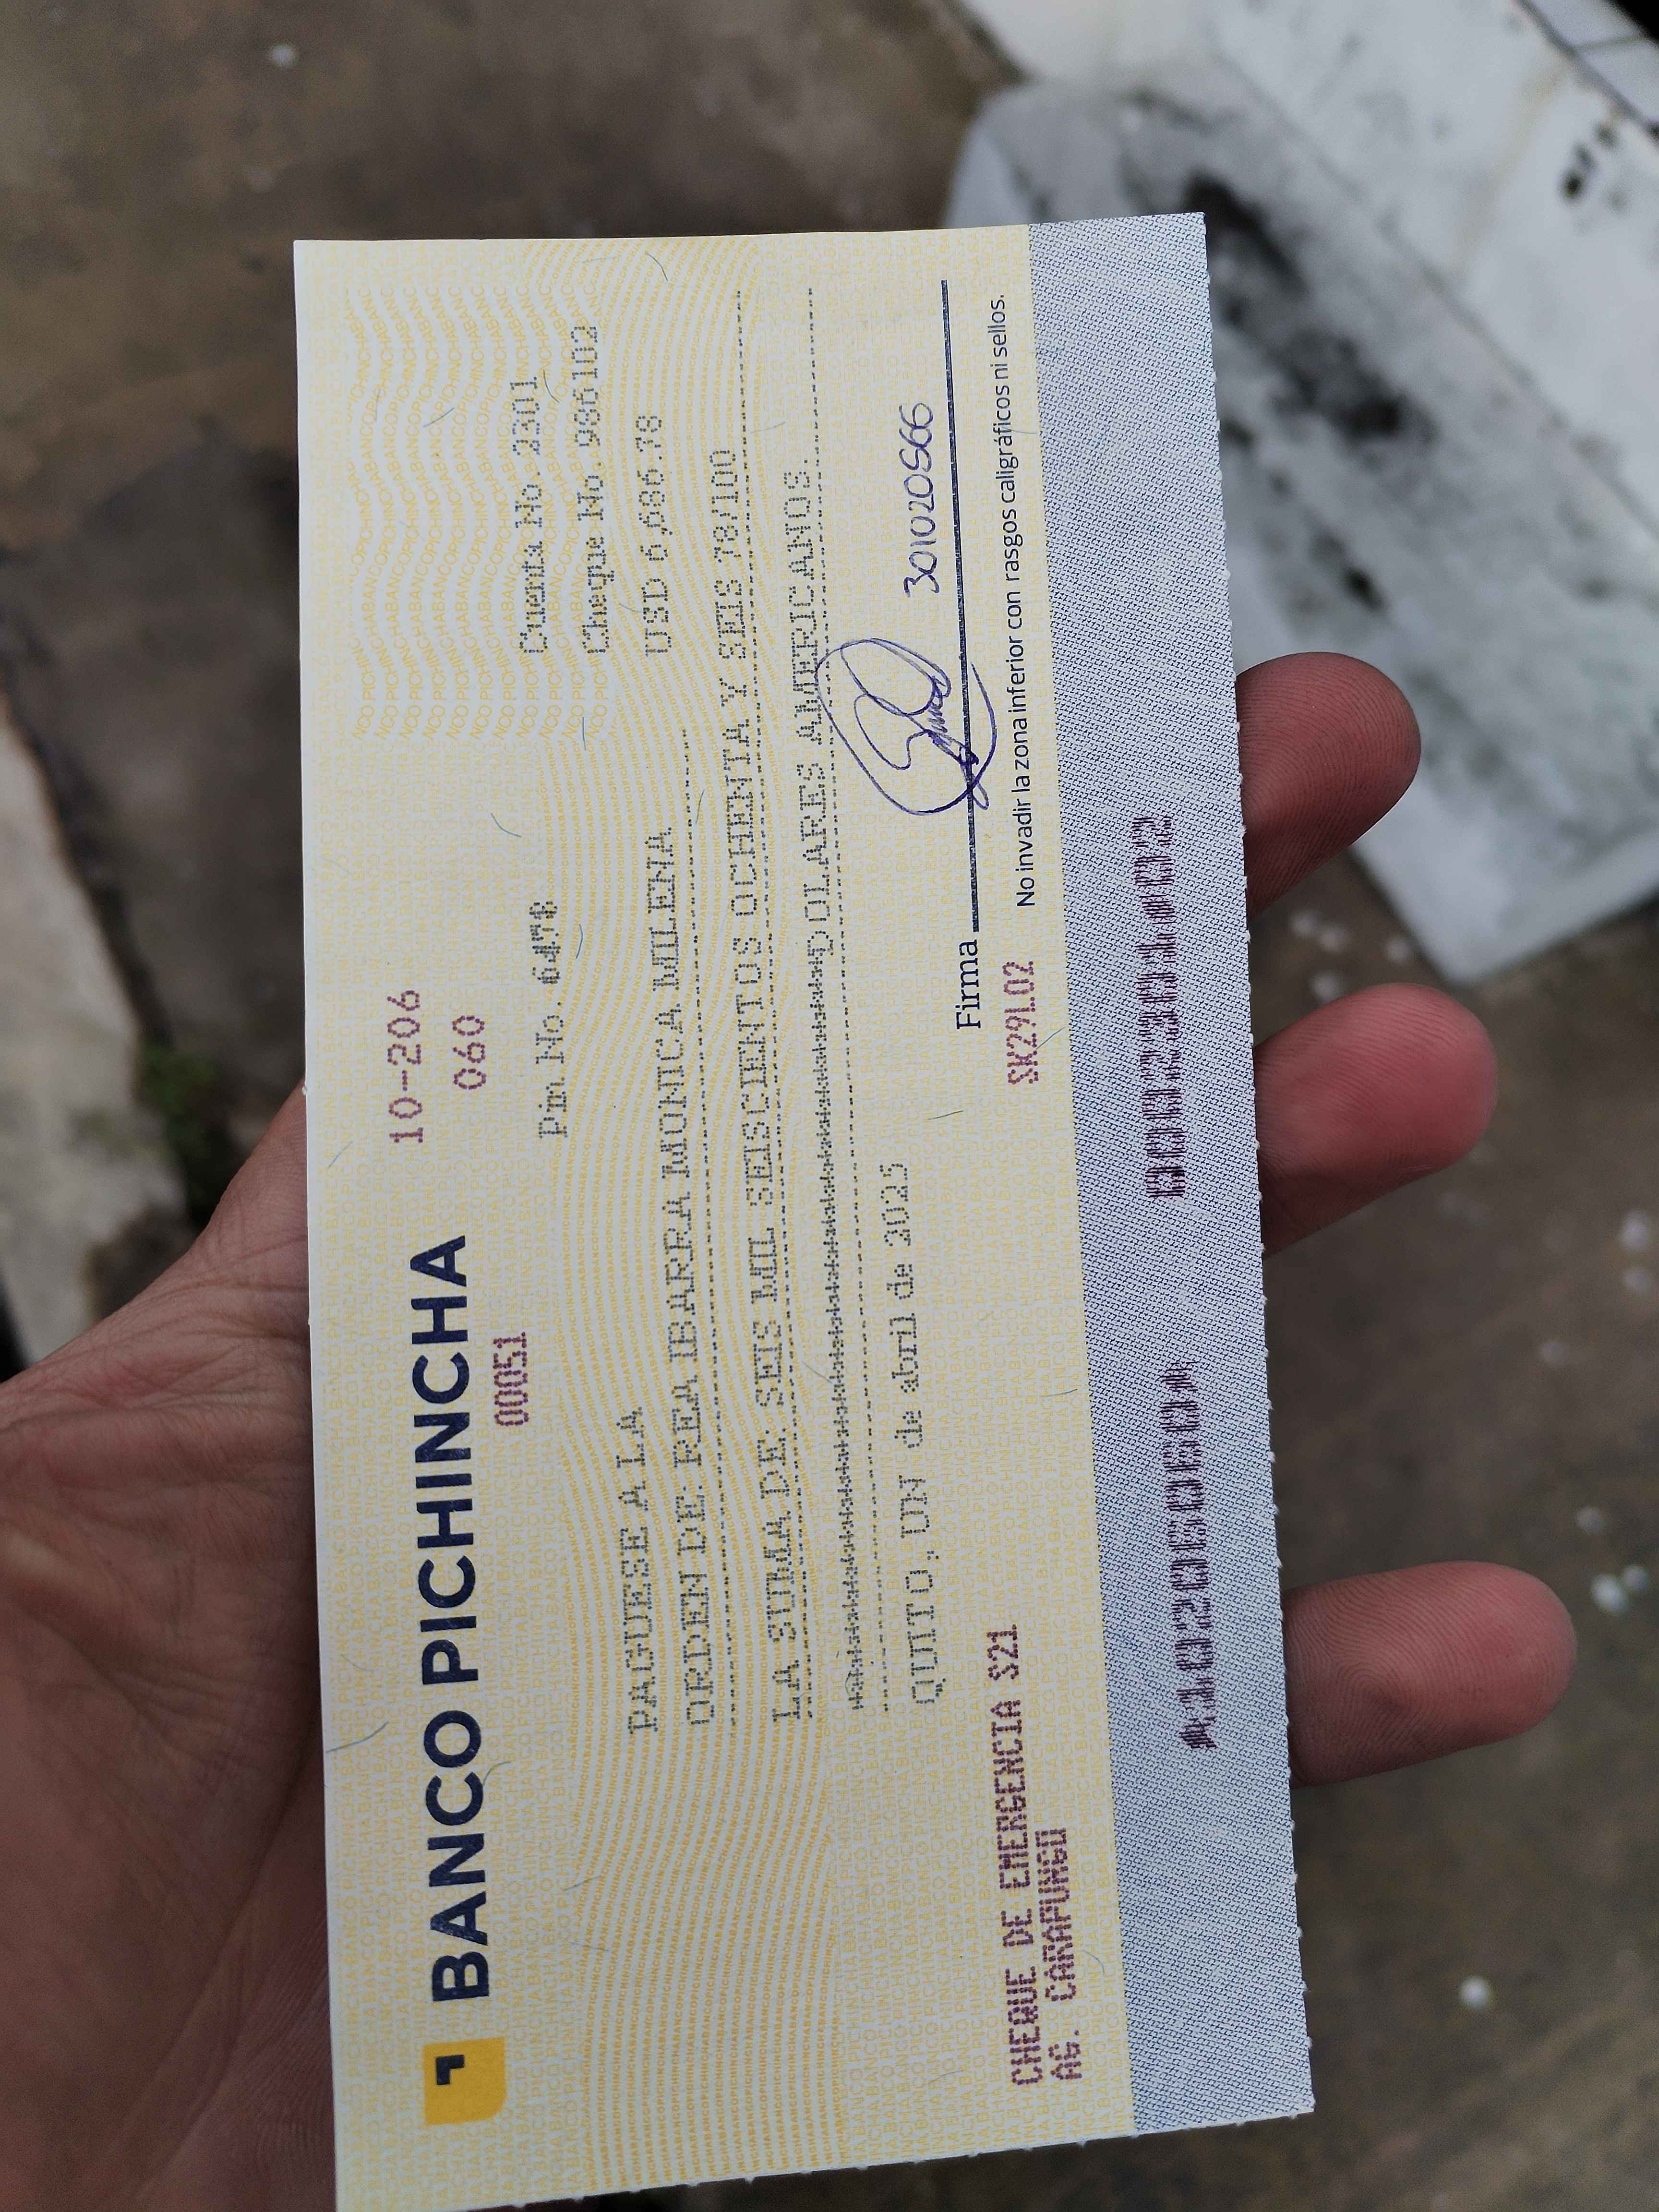 BANCO PICHINCHA
10-206
060
00051
Pin No. 6478
Cuenta No. 2301
Cheque No. 986102
PAGUESE A LA
USD 6,686.78
ORDEN DE. REA IBARRA MONICA MILENA
LA SUMA DE: SEIS MIL SEISCIENTOS OCHENTA Y SEIS 78/100
DOLARES AMERICANOS.
QUITO, UN de abril de 2025
301020566
Firma
CHEQUE DE EMERGENCIA S21
SK29L02
No invadir la zona inferior con rasgos caligráficos ni sellos.
AG. CARAPUNGO